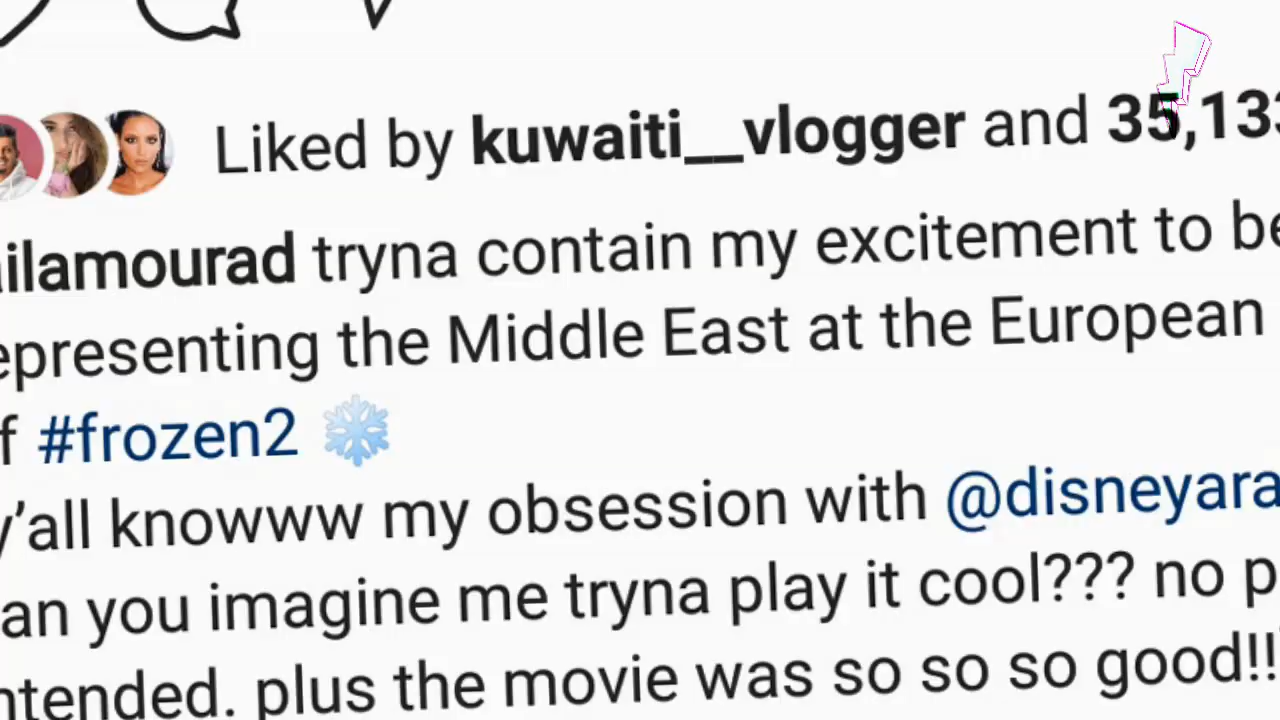 Liked by kuwaiti__vlogger and 35,133
ilamourad tryna contain my excitement to be
epresenting the Middle East at the European
f #frozen2 ❄️
y'all knowww my obsession with @disneyara
an you imagine me tryna play it cool??? no p
ntended. plus the movie was so so so good!!